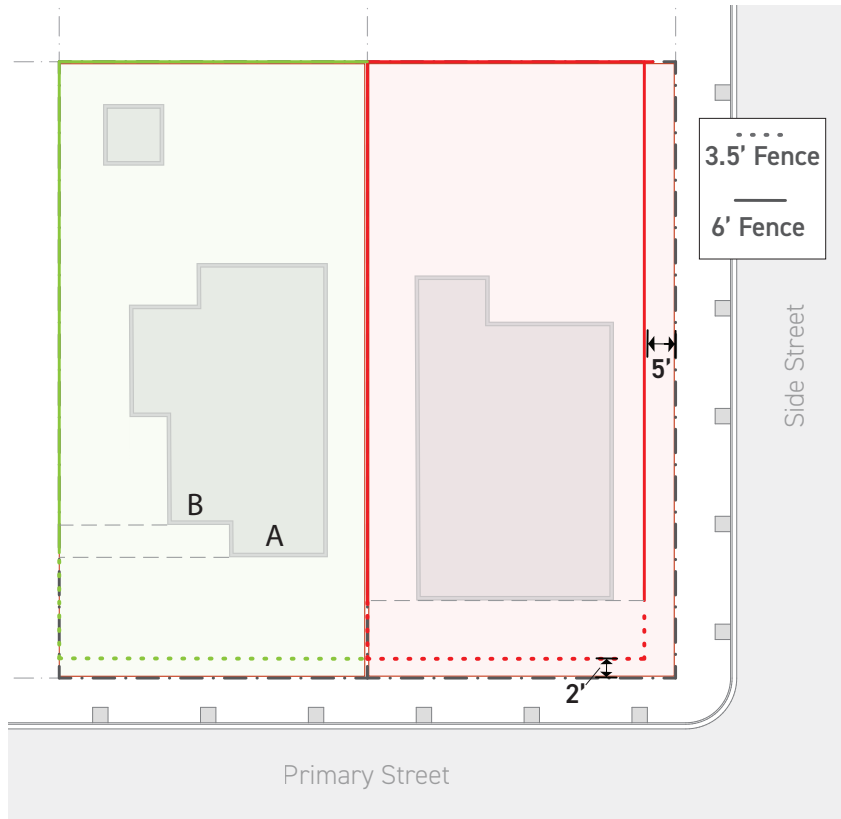 3.5’ Fence
6’ Fence
Side Street
5’
B
A
2’
Primary Street